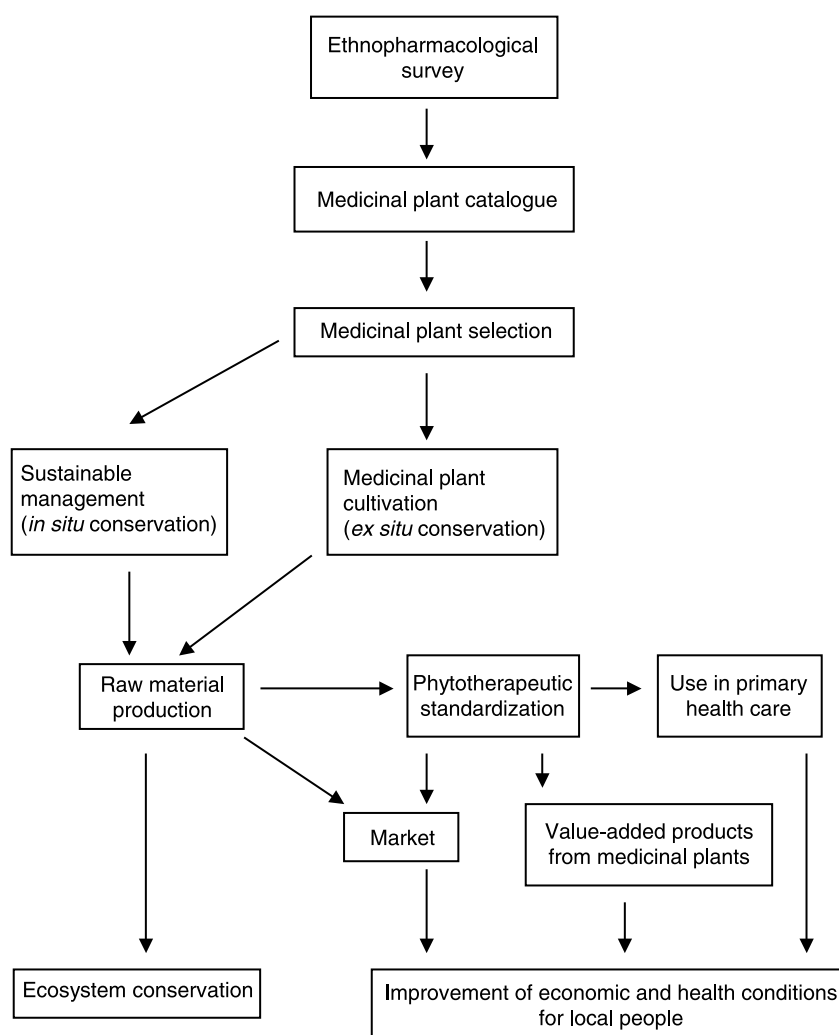 Ethnopharmacological
survey
Medicinal plant catalogue
Medicinal plant selection
Sustainable
management
(in situ conservation)
Medicinal plant
cultivation
(ex situ conservation)
Raw material
production
Phytotherapeutic
standardization
Use in primary
health care
Market
Value-added products
from medicinal plants
Ecosystem conservation
Improvement of economic and health conditions
for local people